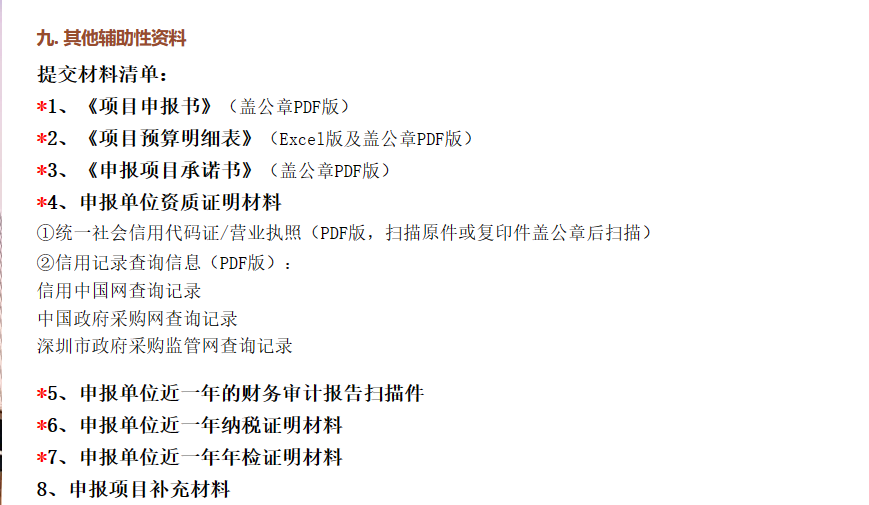 九. 其他辅助性资料
提交材料清单：
*1、《项目申报书》（盖公章PDF版）
*2、《项目预算明细表》（Excel版及盖公章PDF版）
*3、《申报项目承诺书》（盖公章PDF版）
*4、申报单位资质证明材料
①统一社会信用代码证/营业执照（PDF版，扫描原件或复印件盖公章后扫描）
②信用记录查询信息（PDF版）：
信用中国网查询记录
中国政府采购网查询记录
深圳市政府采购监管网查询记录
*5、申报单位近一年的财务审计报告扫描件
*6、申报单位近一年纳税证明材料
*7、申报单位近一年年检证明材料
8、申报项目补充材料